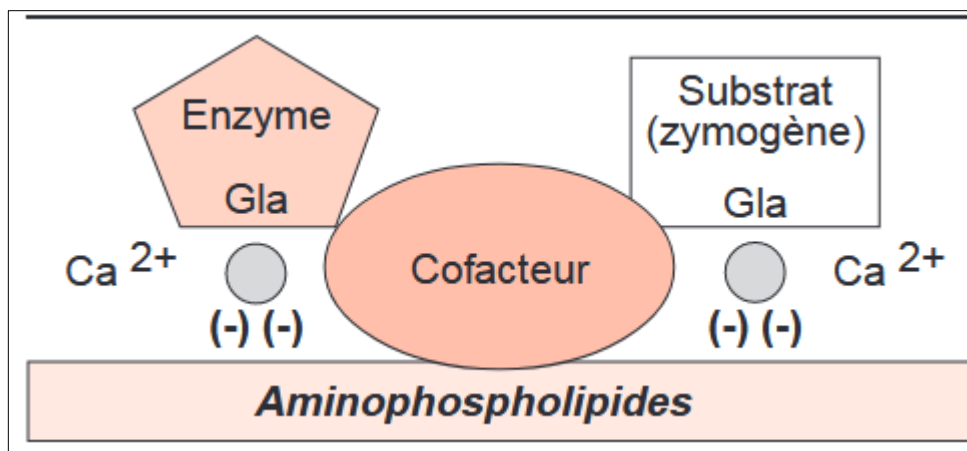 Enzyme
Gla
Substrat
(zymogène)
Gla
Cofacteur
Ca 2+
(-) (-)
Ca 2+
(-) (-)
Aminophospholipides